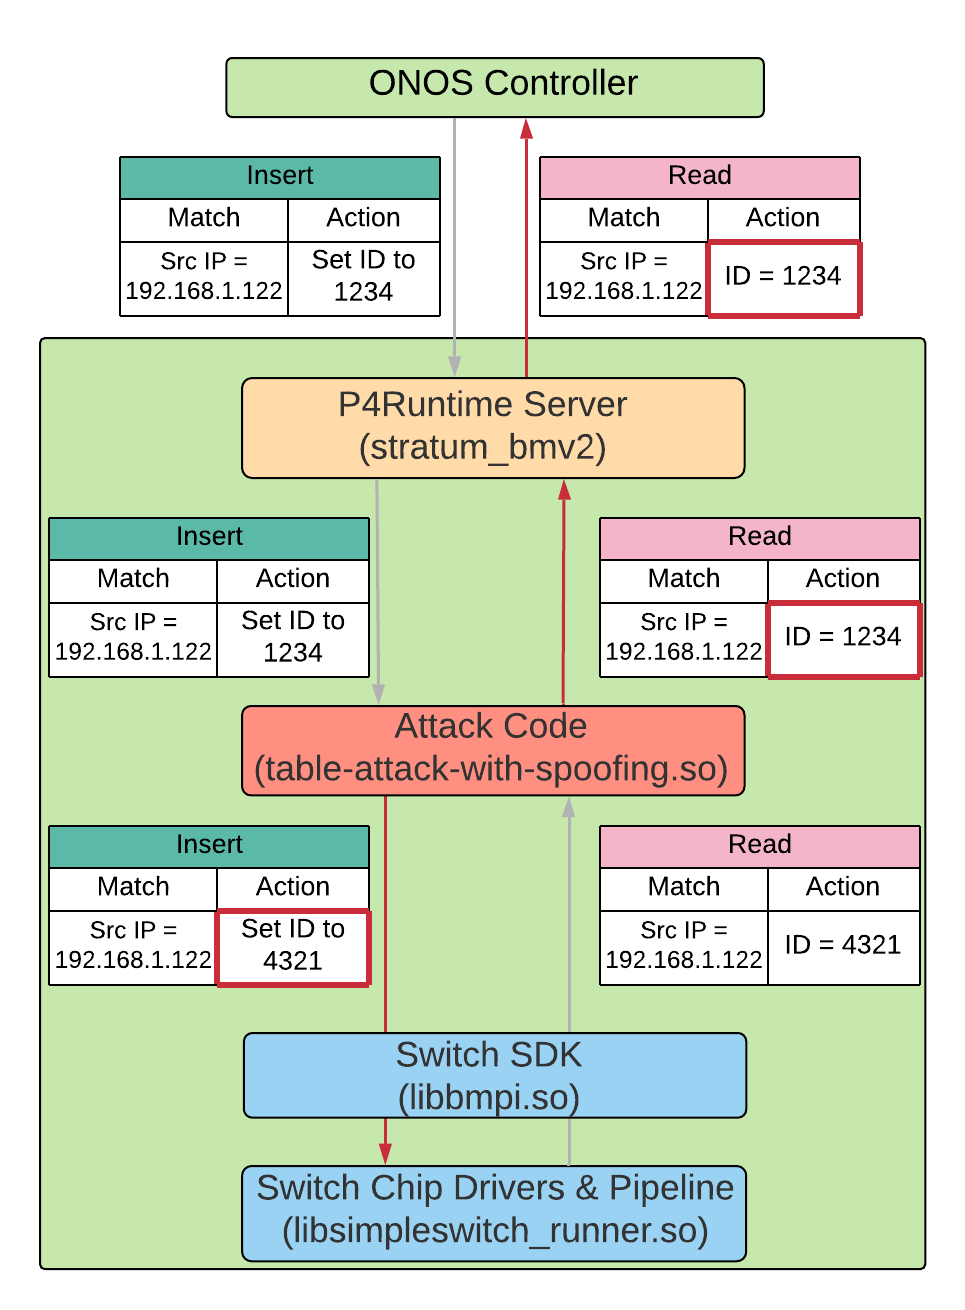 ONOS Controller
Insert
Match Action
Src IP = 192.168.1.122
Set ID to 1234
Read
Match Action
Src IP = 192.168.1.122
ID = 1234
P4Runtime Server
(stratum_bmv2)
Insert
Match Action
Src IP = 192.168.1.122
Set ID to 1234
Read
Match Action
Src IP = 192.168.1.122
ID = 1234
Attack Code
(table-attack-with-spoofing.so)
Insert
Match Action
Src IP = 192.168.1.122
Set ID to 4321
Read
Match Action
Src IP = 192.168.1.122
ID = 4321
Switch SDK
(libbmpi.so)
Switch Chip Drivers & Pipeline
(libsimpleswitch_runner.so)